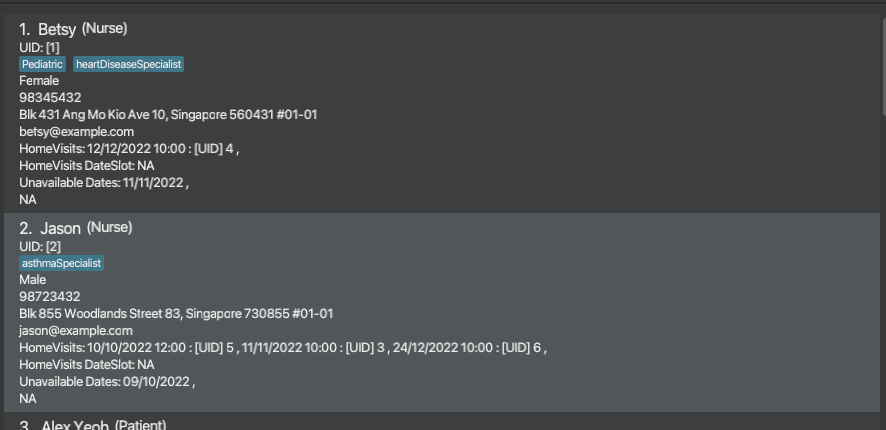 1. Betsy (Nurse)
UID: [1]
Pediatric heartDiseaseSpecialist
Female
98345432
Blk 431 Ang Mo Kio Ave 10, Singapore 560431 #01-01
betsy@example.com
HomeVisits: 12/12/2022 10:00 : [UID] 4 ,
HomeVisits DateSlot: NA
Unavailable Dates: 11/11/2022 ,
NA
2. Jason (Nurse)
UID: [2]
asthmaSpecialist
Male
98723432
Blk 855 Woodlands Street 83, Singapore 730855 #01-01
jason@example.com
HomeVisits: 10/10/2022 12:00 : [UID] 5 , 11/11/2022 10:00 : [UID] 3 , 24/12/2022 10:00 : [UID] 6 ,
HomeVisits DateSlot: NA
Unavailable Dates: 09/10/2022 ,
NA
3. Alex Yeoh (Patient)